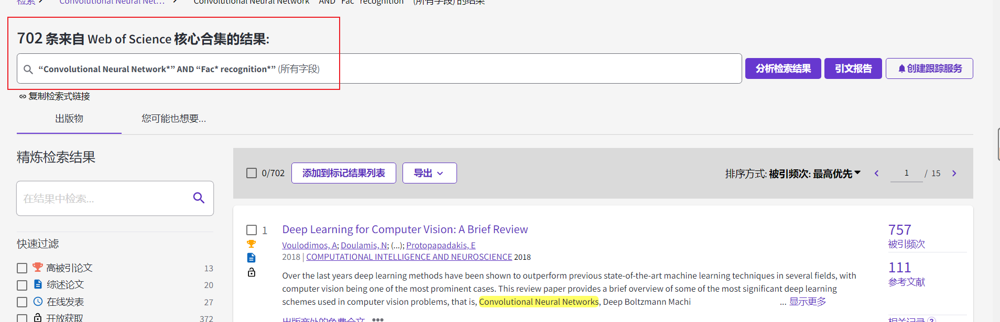 检索 > Convolutional Neural Net… > "Convolutional Neural Network*" AND "Fac* recognition*" (所有字段) 的结果
702 条来自 Web of Science 核心合集的结果:
“Convolutional Neural Network*” AND “Fac* recognition*” (所有字段)
分析检索结果
引文报告
创建跟踪服务
复制检索式链接
出版物
您可能也想要...
精炼检索结果
在结果中检索...
快速过滤
高被引论文 13
综述论文 20
在线发表 27
开放获取 372
0/702
添加到标记结果列表
导出
排序方式: 被引频次: 最高优先
1 / 15
1
Deep Learning for Computer Vision: A Brief Review
Voulodimos, A; Doulamis, N; (...); Protopapadakis, E
2018 | COMPUTATIONAL INTELLIGENCE AND NEUROSCIENCE 2018
Over the last years deep learning methods have been shown to outperform previous state-of-the-art machine learning techniques in several fields, with
computer vision being one of the most prominent cases. This review paper provides a brief overview of some of the most significant deep learning
schemes used in computer vision problems, that is, Convolutional Neural Networks, Deep Boltzmann Machi ... 显示更多
出版商处的免费全文 •••
757
被引频次
111
参考文献
相关记录 ?